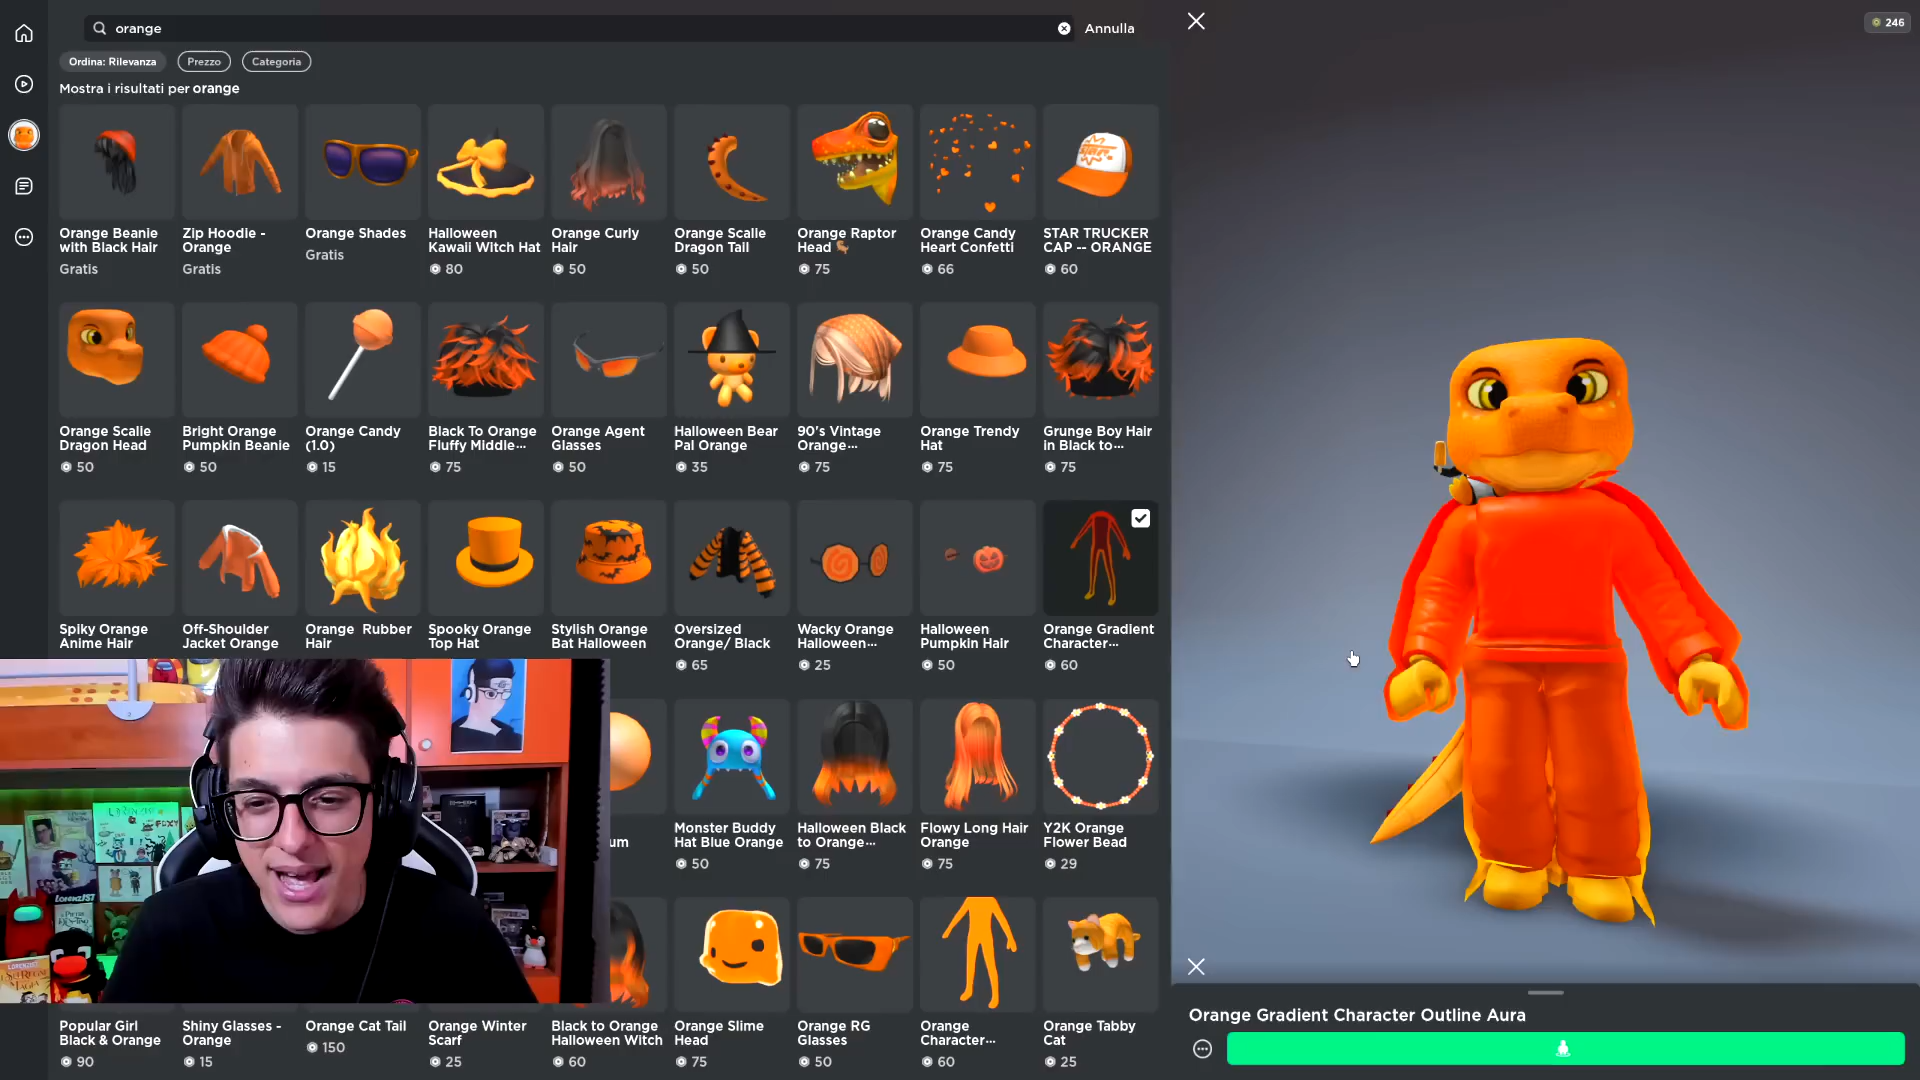 orange
Annulla
246
Ordina: Rilevanza
Prezzo
Categoria
Mostra i risultati per orange
Orange Beanie
with Black Hair
Gratis
Zip Hoodie -
Orange
Gratis
Orange Shades
Gratis
Halloween
Kawaii Witch Hat
80
Orange Curly
Hair
50
Orange Scalie
Dragon Tail
50
Orange Raptor
Head
75
Orange Candy
Heart Confetti
66
STAR TRUCKER
CAP -- ORANGE
60
Orange Scalie
Dragon Head
50
Bright Orange
Pumpkin Beanie
50
Orange Candy
(1.0)
15
Black To Orange
Fluffy Middle...
75
Orange Agent
Glasses
50
Halloween Bear
Pal Orange
35
90's Vintage
Orange...
75
Orange Trendy
Hat
75
Grunge Boy Hair
in Black to...
75
Spiky Orange
Anime Hair
Off-Shoulder
Jacket Orange
Orange Rubber
Hair
Spooky Orange
Top Hat
Stylish Orange
Bat Halloween
Oversized
Orange/ Black
65
Wacky Orange
Halloween...
25
Halloween
Pumpkin Hair
50
Orange Gradient
Character...
60
um
Monster Buddy
Hat Blue Orange
50
Halloween Black
to Orange...
75
Flowy Long Hair
Orange
75
Y2K Orange
Flower Bead
29
Popular Girl
Black & Orange
90
Shiny Glasses -
Orange
15
Orange Cat Tail
150
Orange Winter
Scarf
25
Black to Orange
Halloween Witch
60
Orange Slime
Head
75
Orange RG
Glasses
50
Orange
Character...
60
Orange Tabby
Cat
25
Orange Gradient Character Outline Aura